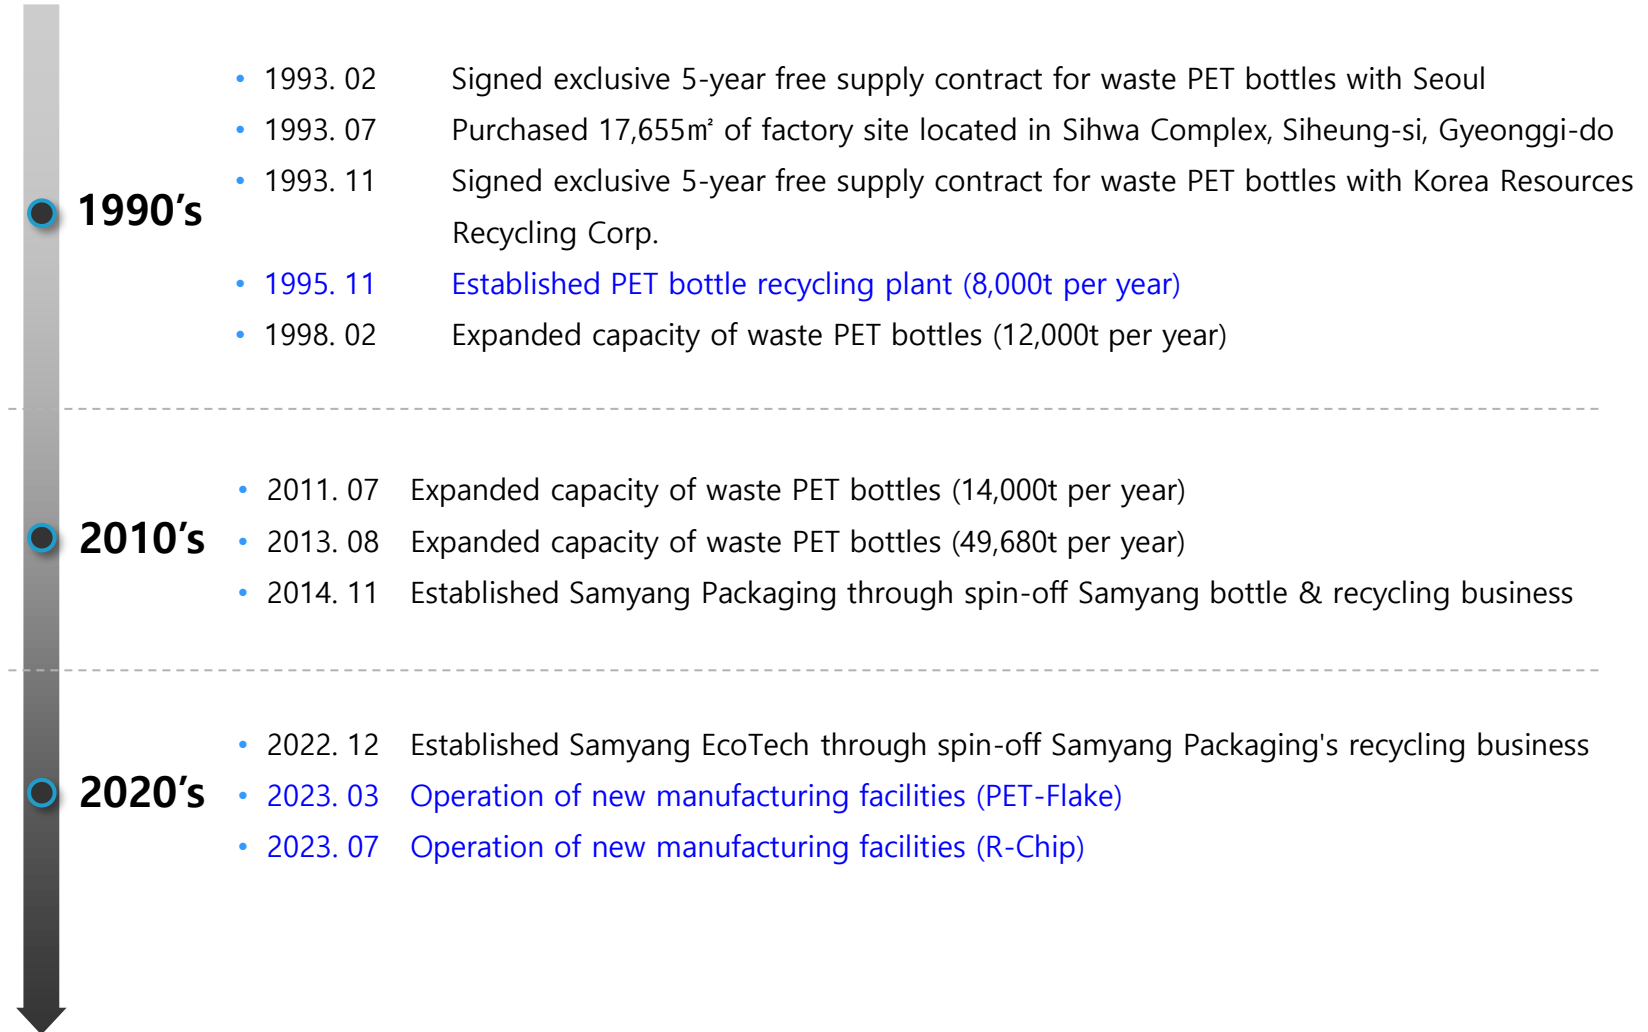 1990's
• 1993. 02 Signed exclusive 5-year free supply contract for waste PET bottles with Seoul
• 1993. 07 Purchased 17,655㎡ of factory site located in Sihwa Complex, Siheung-si, Gyeonggi-do
• 1993. 11 Signed exclusive 5-year free supply contract for waste PET bottles with Korea Resources
Recycling Corp.
• 1995. 11 Established PET bottle recycling plant (8,000t per year)
• 1998. 02 Expanded capacity of waste PET bottles (12,000t per year)
2010's
• 2011. 07 Expanded capacity of waste PET bottles (14,000t per year)
• 2013. 08 Expanded capacity of waste PET bottles (49,680t per year)
• 2014. 11 Established Samyang Packaging through spin-off Samyang bottle & recycling business
2020's
• 2022. 12 Established Samyang EcoTech through spin-off Samyang Packaging's recycling business
• 2023. 03 Operation of new manufacturing facilities (PET-Flake)
• 2023. 07 Operation of new manufacturing facilities (R-Chip)